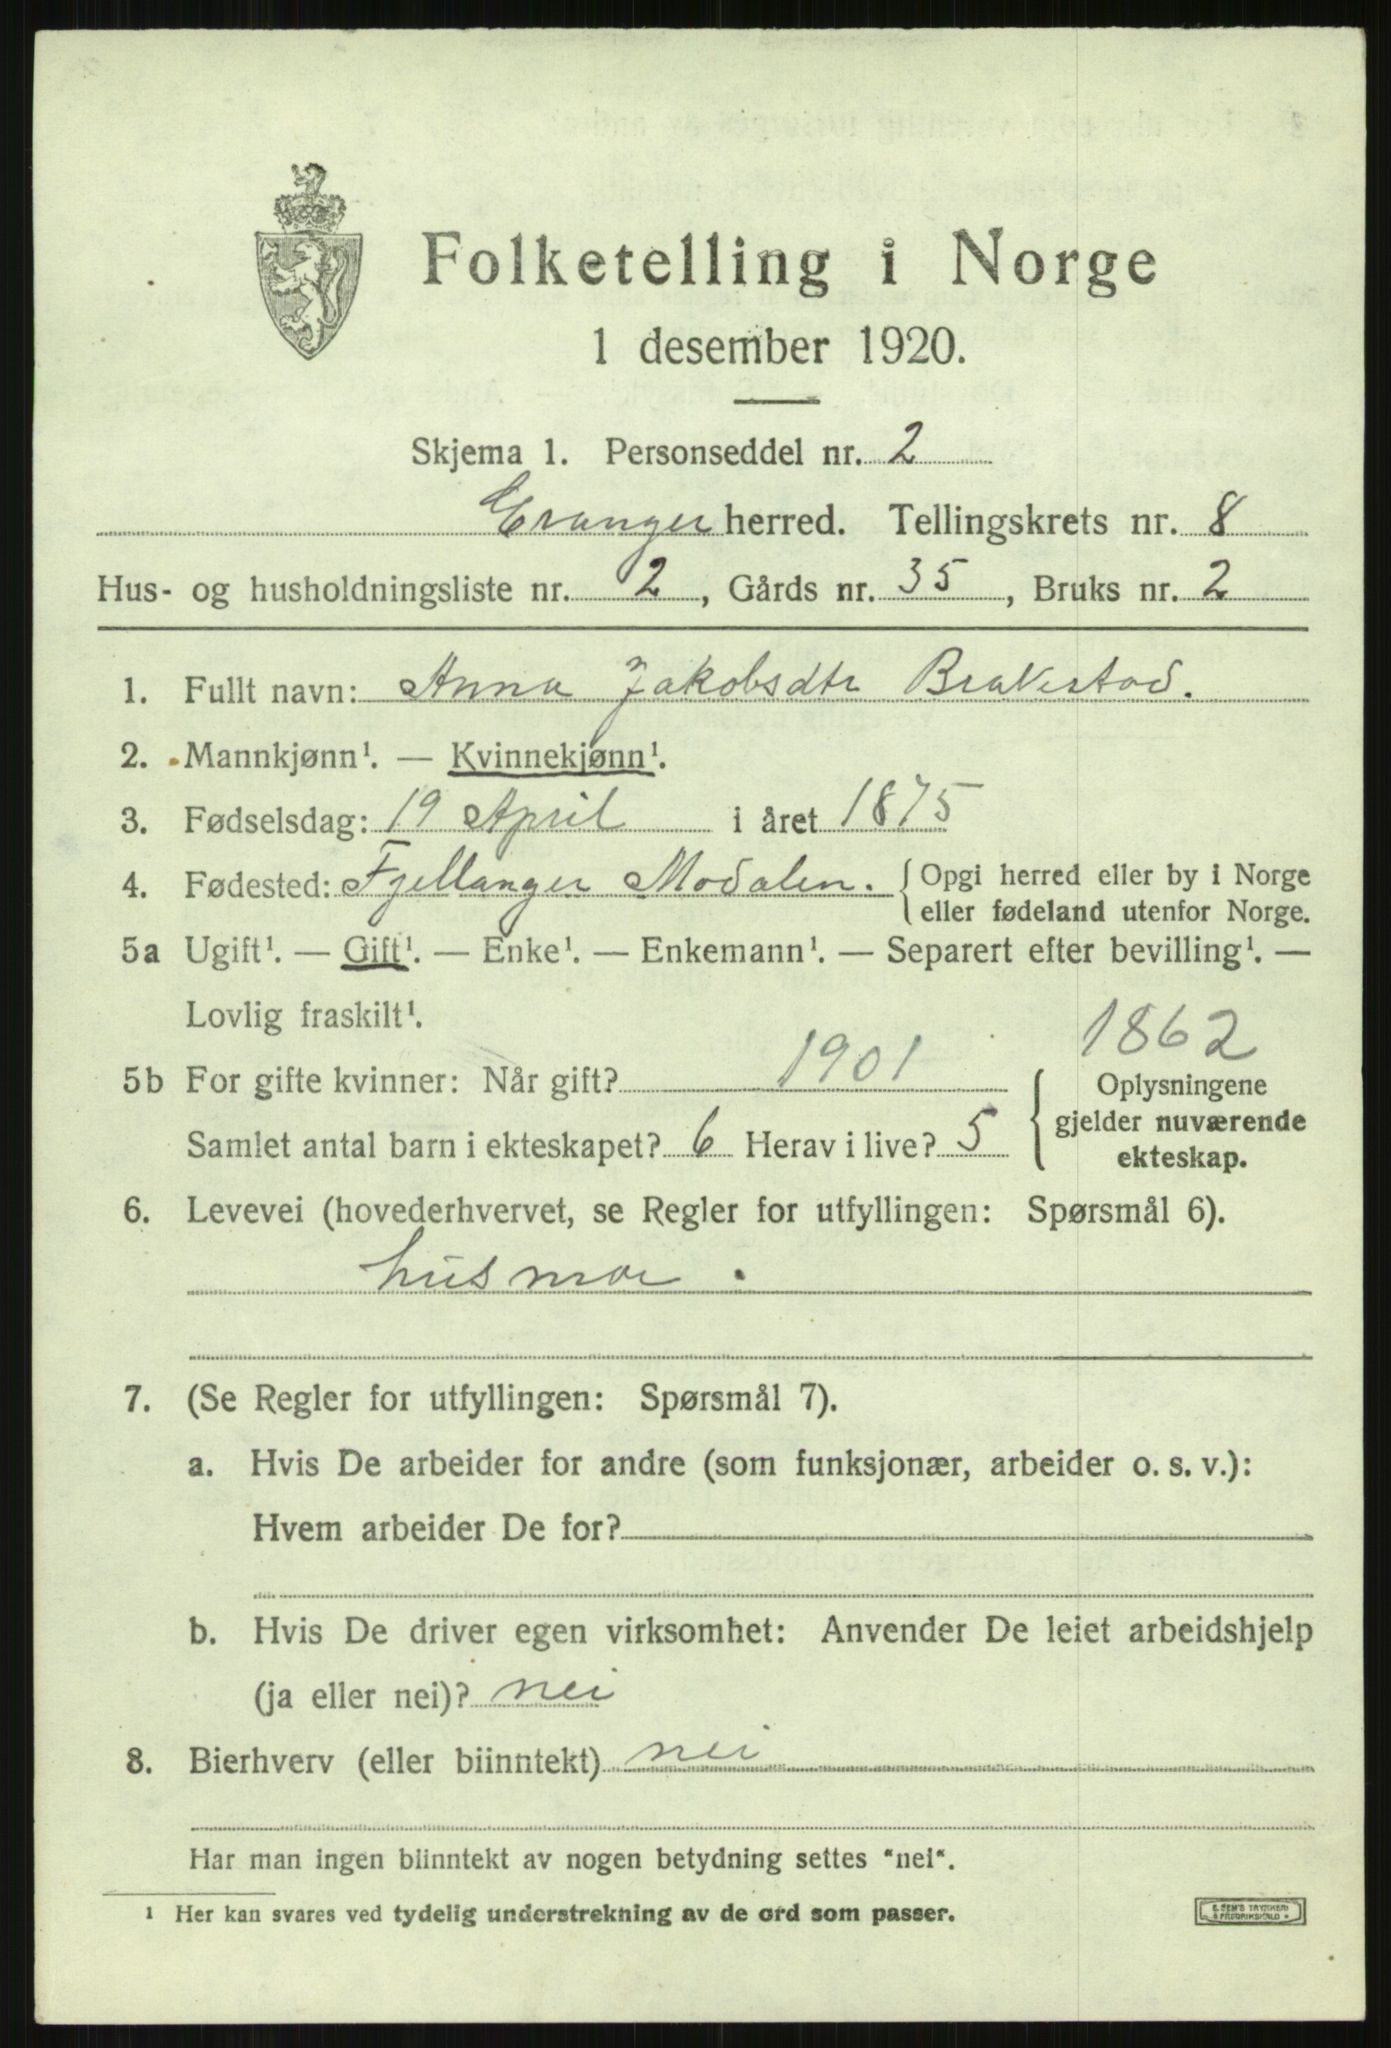 Folketelling i Norge
1 desember 1920.
Skjema 1. Personseddel nr. 2
Evanger herred. Tellingskrets nr. 8
Hus- og husholdningsliste nr. 2, Gårds nr. 35, Bruks nr. 2
1. Fullt navn: Anna Jakobsdtr Brakestad.
2. Mannkjønn¹. — Kvinnekjønn¹.
3. Fødselsdag: 19 April i året 1875
4. Fødested: Fjellanger Modalen. { Opgi herred eller by i Norge
eller fødeland utenfor Norge.
5a Ugift¹. — Gift¹. — Enke¹. — Enkemann¹. — Separert efter bevilling¹. —
Lovlig fraskilt¹.
1862
5b For gifte kvinner: Når gift? 1901 { Oplysningene
gjelder nuværende
Samlet antal barn i ekteskapet? 6 Herav i live? 5
ekteskap.
6. Levevei (hovederhvervet, se Regler for utfyllingen: Spørsmål 6).
husmor.
7. (Se Regler for utfyllingen: Spørsmål 7).
a. Hvis De arbeider for andre (som funksjonær, arbeider o. s. v.):
Hvem arbeider De for?
b. Hvis De driver egen virksomhet: Anvender De leiet arbeidshjelp
(ja eller nei)? nei
8. Bierhverv (eller biinntekt) nei
Har man ingen biinntekt av nogen betydning settes "nei".
¹ Her kan svares ved tydelig understrekning av de ord som passer.